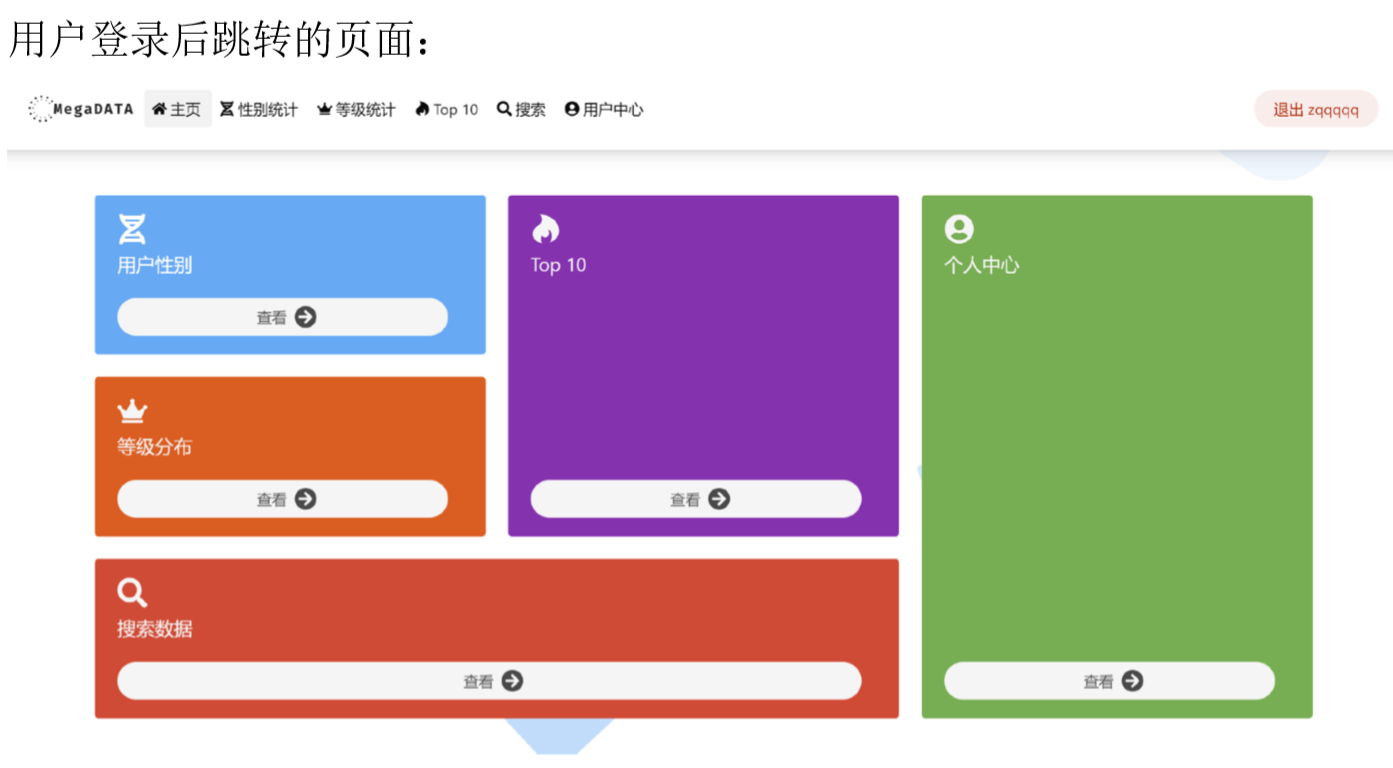 用户登录后跳转的页面：
MegaDATA 主页 性别统计 等级统计 Top 10 搜索 用户中心 退出 zqqqqq
用户性别
查看
Top 10
查看
个人中心
查看
等级分布
查看
搜索数据
查看